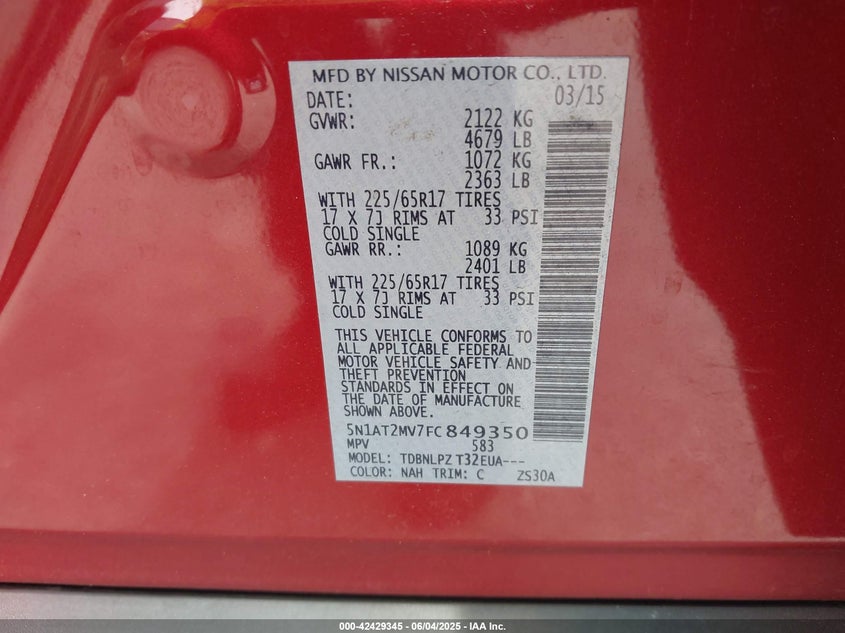 MFD BY NISSAN MOTOR CO., LTD.
DATE: 03/15
GVWR: 2122 KG
4679 LB
GAWR FR.: 1072 KG
2363 LB
WITH 225/65R17 TIRES
17 X 7J RIMS AT 33 PSI
COLD SINGLE
GAWR RR.: 1089 KG
2401 LB
WITH 225/65R17 TIRES
17 X 7J RIMS AT 33 PSI
COLD SINGLE
THIS VEHICLE CONFORMS TO
ALL APPLICABLE FEDERAL
MOTOR VEHICLE SAFETY AND
THEFT PREVENTION
STANDARDS IN EFFECT ON
THE DATE OF MANUFACTURE
SHOWN ABOVE.
5N1AT2MV7FC849350
MPV 583
MODEL: TDBNLPZ T32EUA---
COLOR: NAH TRIM: C ZS30A
000-42429345 - 06/04/2025 - IAA Inc.